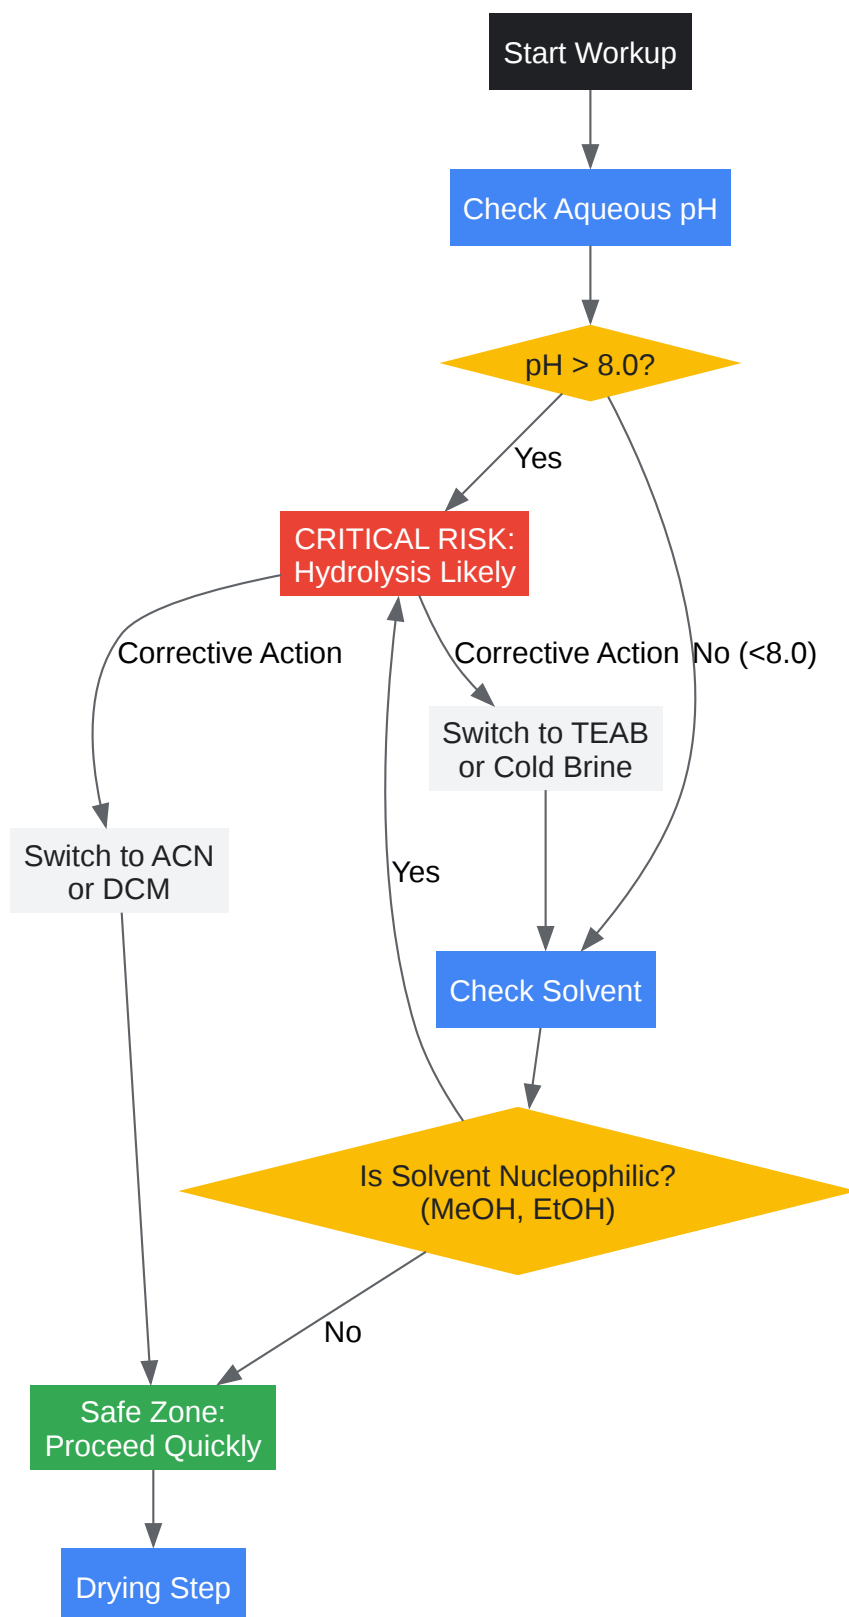 Start Workup
Check Aqueous pH
pH > 8.0?
Yes
CRITICAL RISK:
Hydrolysis Likely
Corrective Action
Corrective Action
No (<8.0)
Switch to TEAB
or Cold Brine
Switch to ACN
or DCM
Yes
Check Solvent
Is Solvent Nucleophilic?
(MeOH, EtOH)
No
Safe Zone:
Proceed Quickly
Drying Step